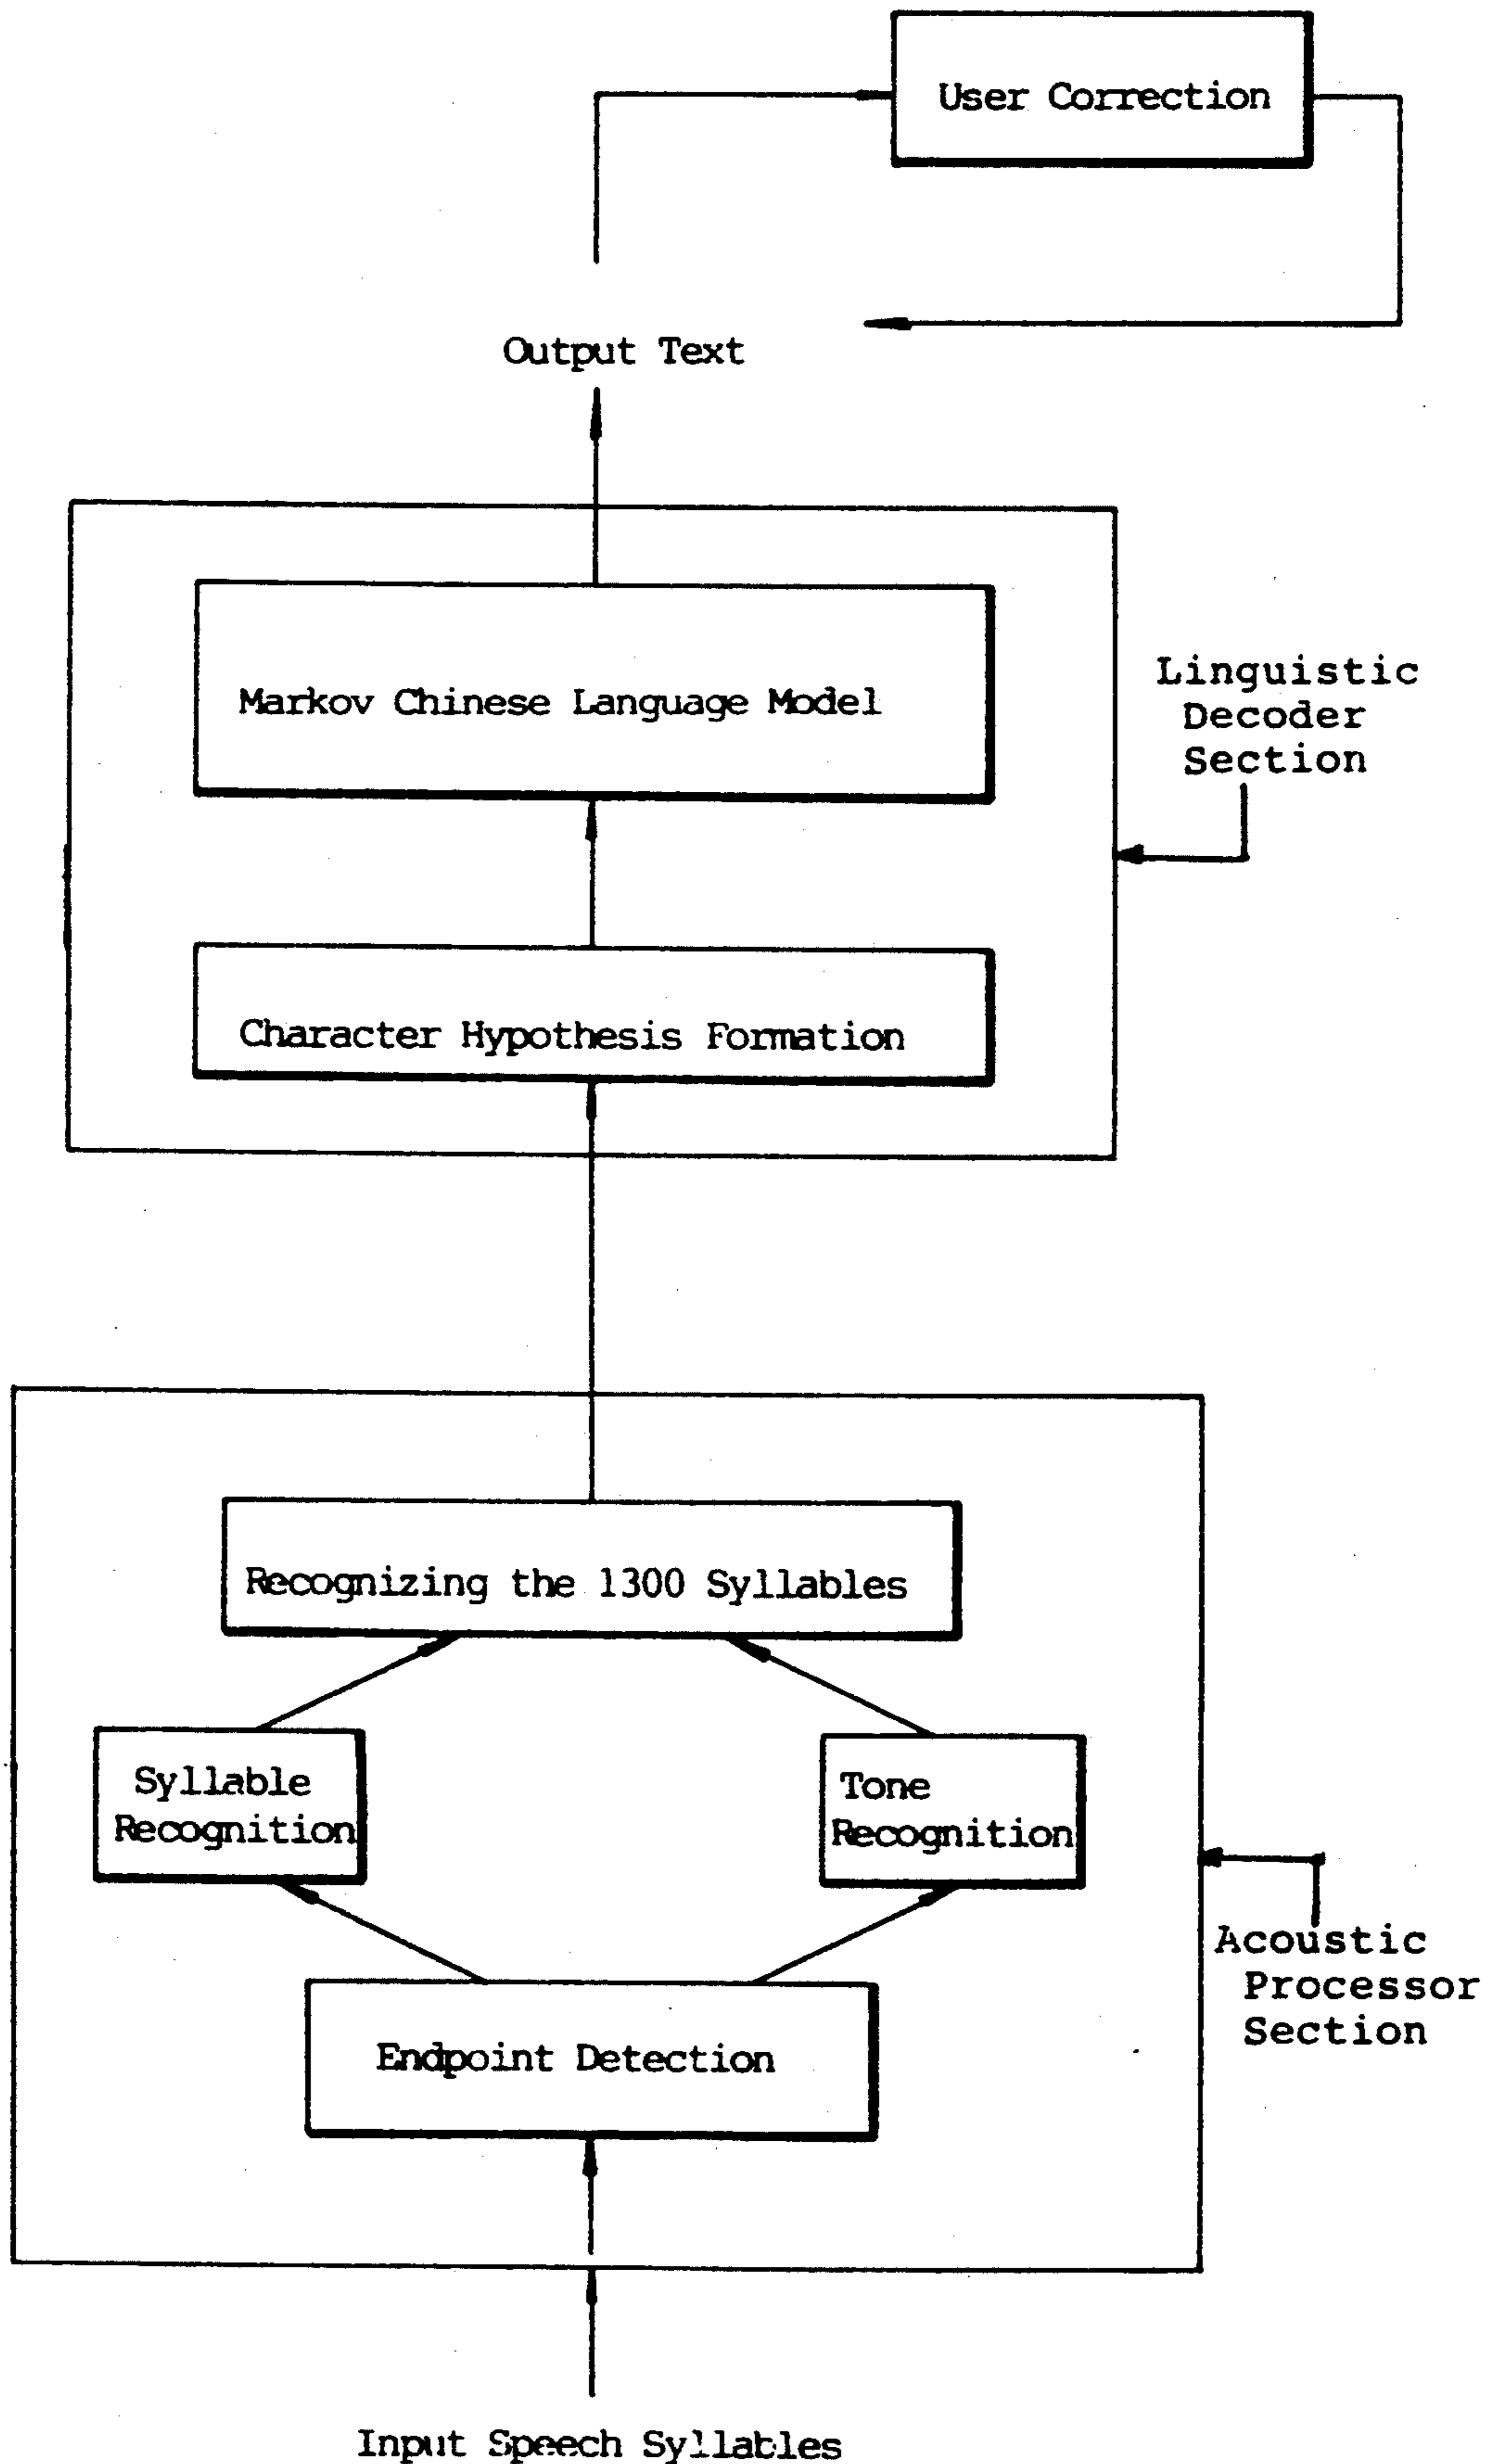 User Correction
Output Text
Markov Chinese Language Model
Linguistic
Decoder
Section
Character Hypothesis Formation
Recognizing the 1300 Syllables
Syllable
Recognition
Tone
Recognition
Acoustic
Processor
Section
Endpoint Detection
Input Speech Syllables